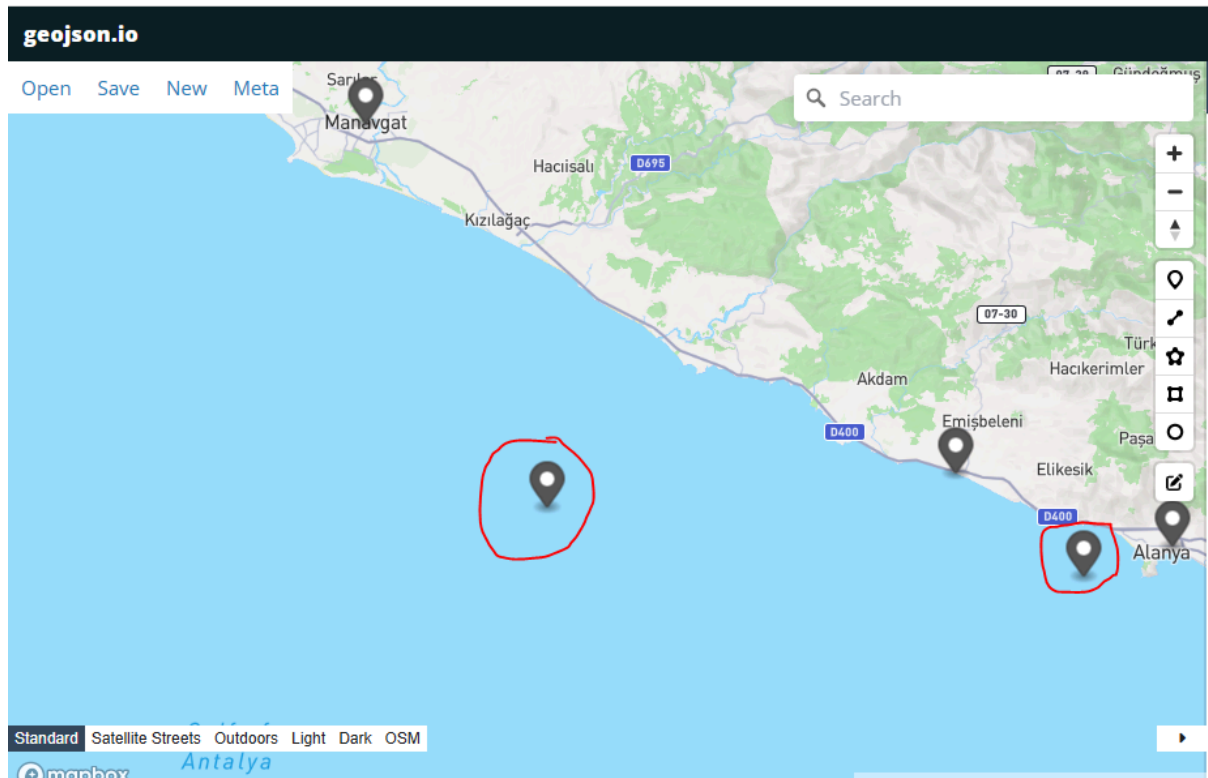 geojson.io
Open Save New Meta
Search
Manavgat
Hacıisalı
D695
Kızılağaç
07-30
Hacıkerimler
Akdam
Emişbeleni
D400
Elikesik
D400
Alanya
Standard Satellite Streets Outdoors Light Dark OSM
Antalya
mapbox